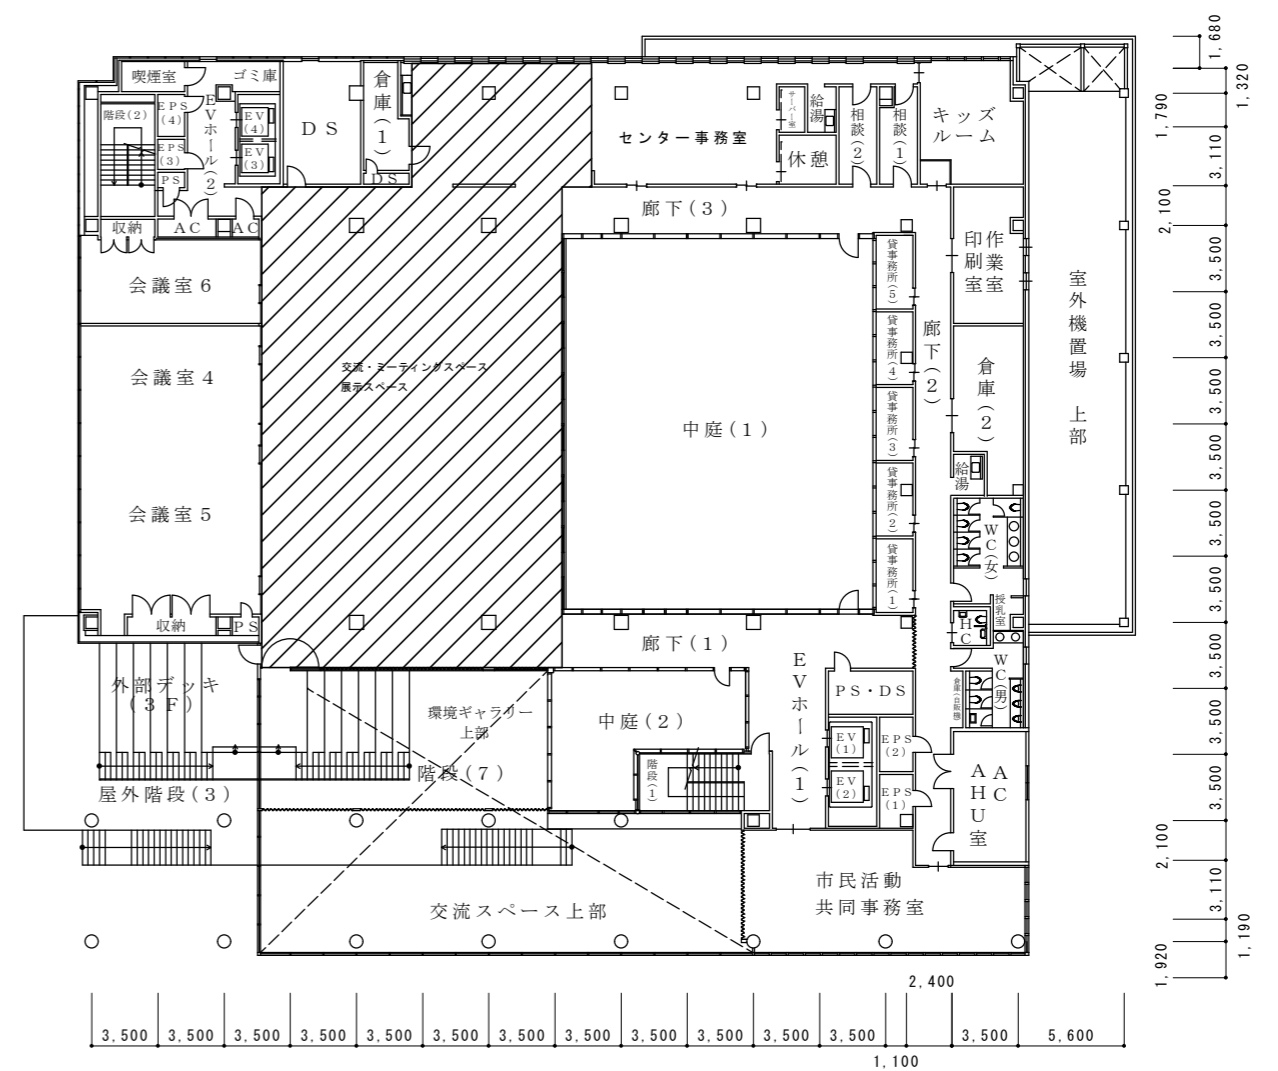 喫煙室
ゴミ庫
倉庫(1)
DS
階段(2)
EPS
(4)
EPS
(3)
PS
EVホール(2)
EV
(4)
EV
(3)
DS
収納
AC
AC
センター事務室
サーバー室
給湯
休憩
相談(2)
相談(1)
キッズ
ルーム
廊下(3)
会議室6
会議室4
会議室5
収納
PS
交流・ミーティングスペース
展示スペース
中庭(1)
貸事務所(5)
貸事務所(4)
貸事務所(3)
貸事務所(2)
貸事務所(1)
廊下(2)
作業室
印刷室
倉庫(2)
給湯
WC(女)
授乳室
HC
WC(男)
倉庫(自販機)
室外機置場 上部
廊下(1)
EVホール(1)
PS・DS
EV
(1)
EV
(2)
EPS
(2)
EPS
(1)
AC
AHU室
外部デッキ
(3F)
屋外階段(3)
環境ギャラリー
上部
階段(7)
中庭(2)
階段(1)
交流スペース上部
市民活動
共同事務室
1,680
1,320
1,790
3,110
2,100
3,500
3,500
3,500
3,500
3,500
3,500
3,500
3,500
3,500
2,100
3,110
1,190
1,920
2,400
3,500
3,500
3,500
3,500
3,500
3,500
3,500
3,500
3,500
3,500
3,500
3,500
1,100
3,500
5,600